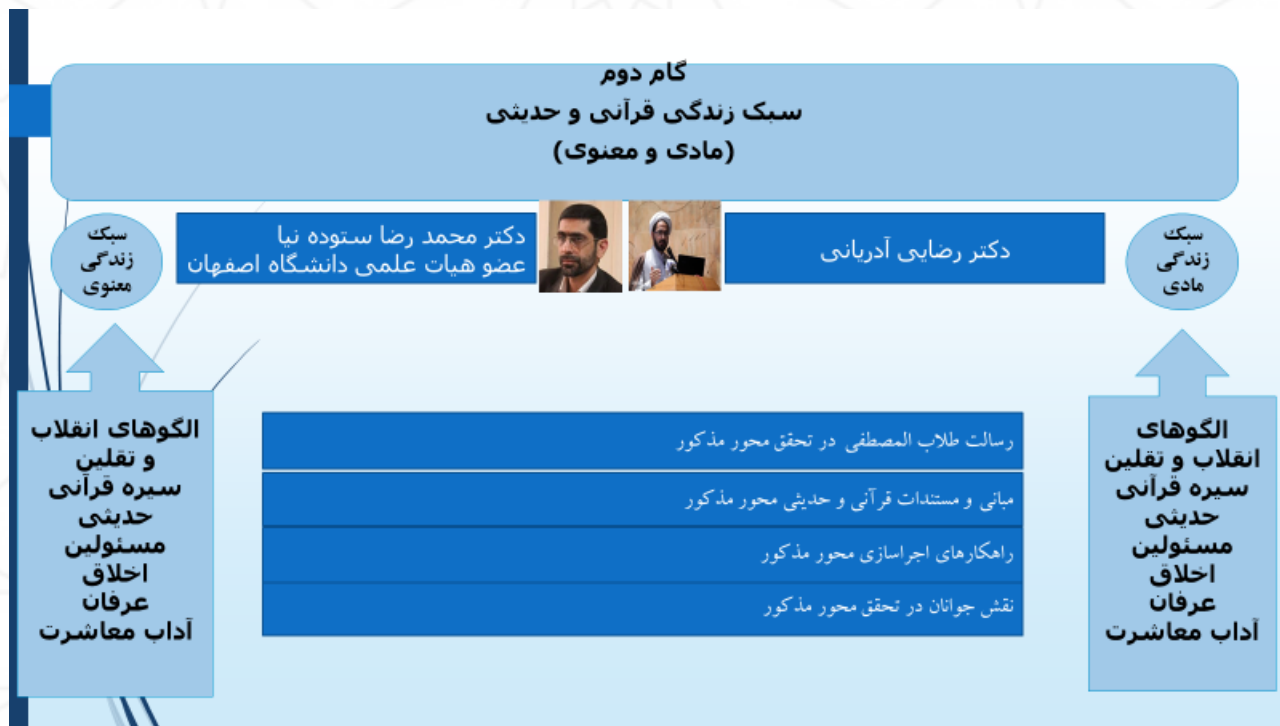 گام دوم
سبک زندگی قرآنی و حدیثی
(مادی و معنوی)
سبک
زندگی
مادی
دکتر رضایی آدریانی
دکتر محمد رضا ستوده نیا
عضو هیات علمی دانشگاه اصفهان
سبک
زندگی
معنوی
الگوهای
انقلاب و تقلین
سیره قرآنی
حدیثی
مسئولین
اخلاق
عرفان
آداب معاشرت
رسالت طلاب المصطفی در تحقق محور مذکور
مبانی و مستندات قرآنی و حدیثی محور مذکور
راهکارهای اجراسازی محور مذکور
نقش جوانان در تحقق محور مذکور
الگوهای انقلاب
و تقلین
سیره قرآنی
حدیثی
مسئولین
اخلاق
عرفان
آداب معاشرت